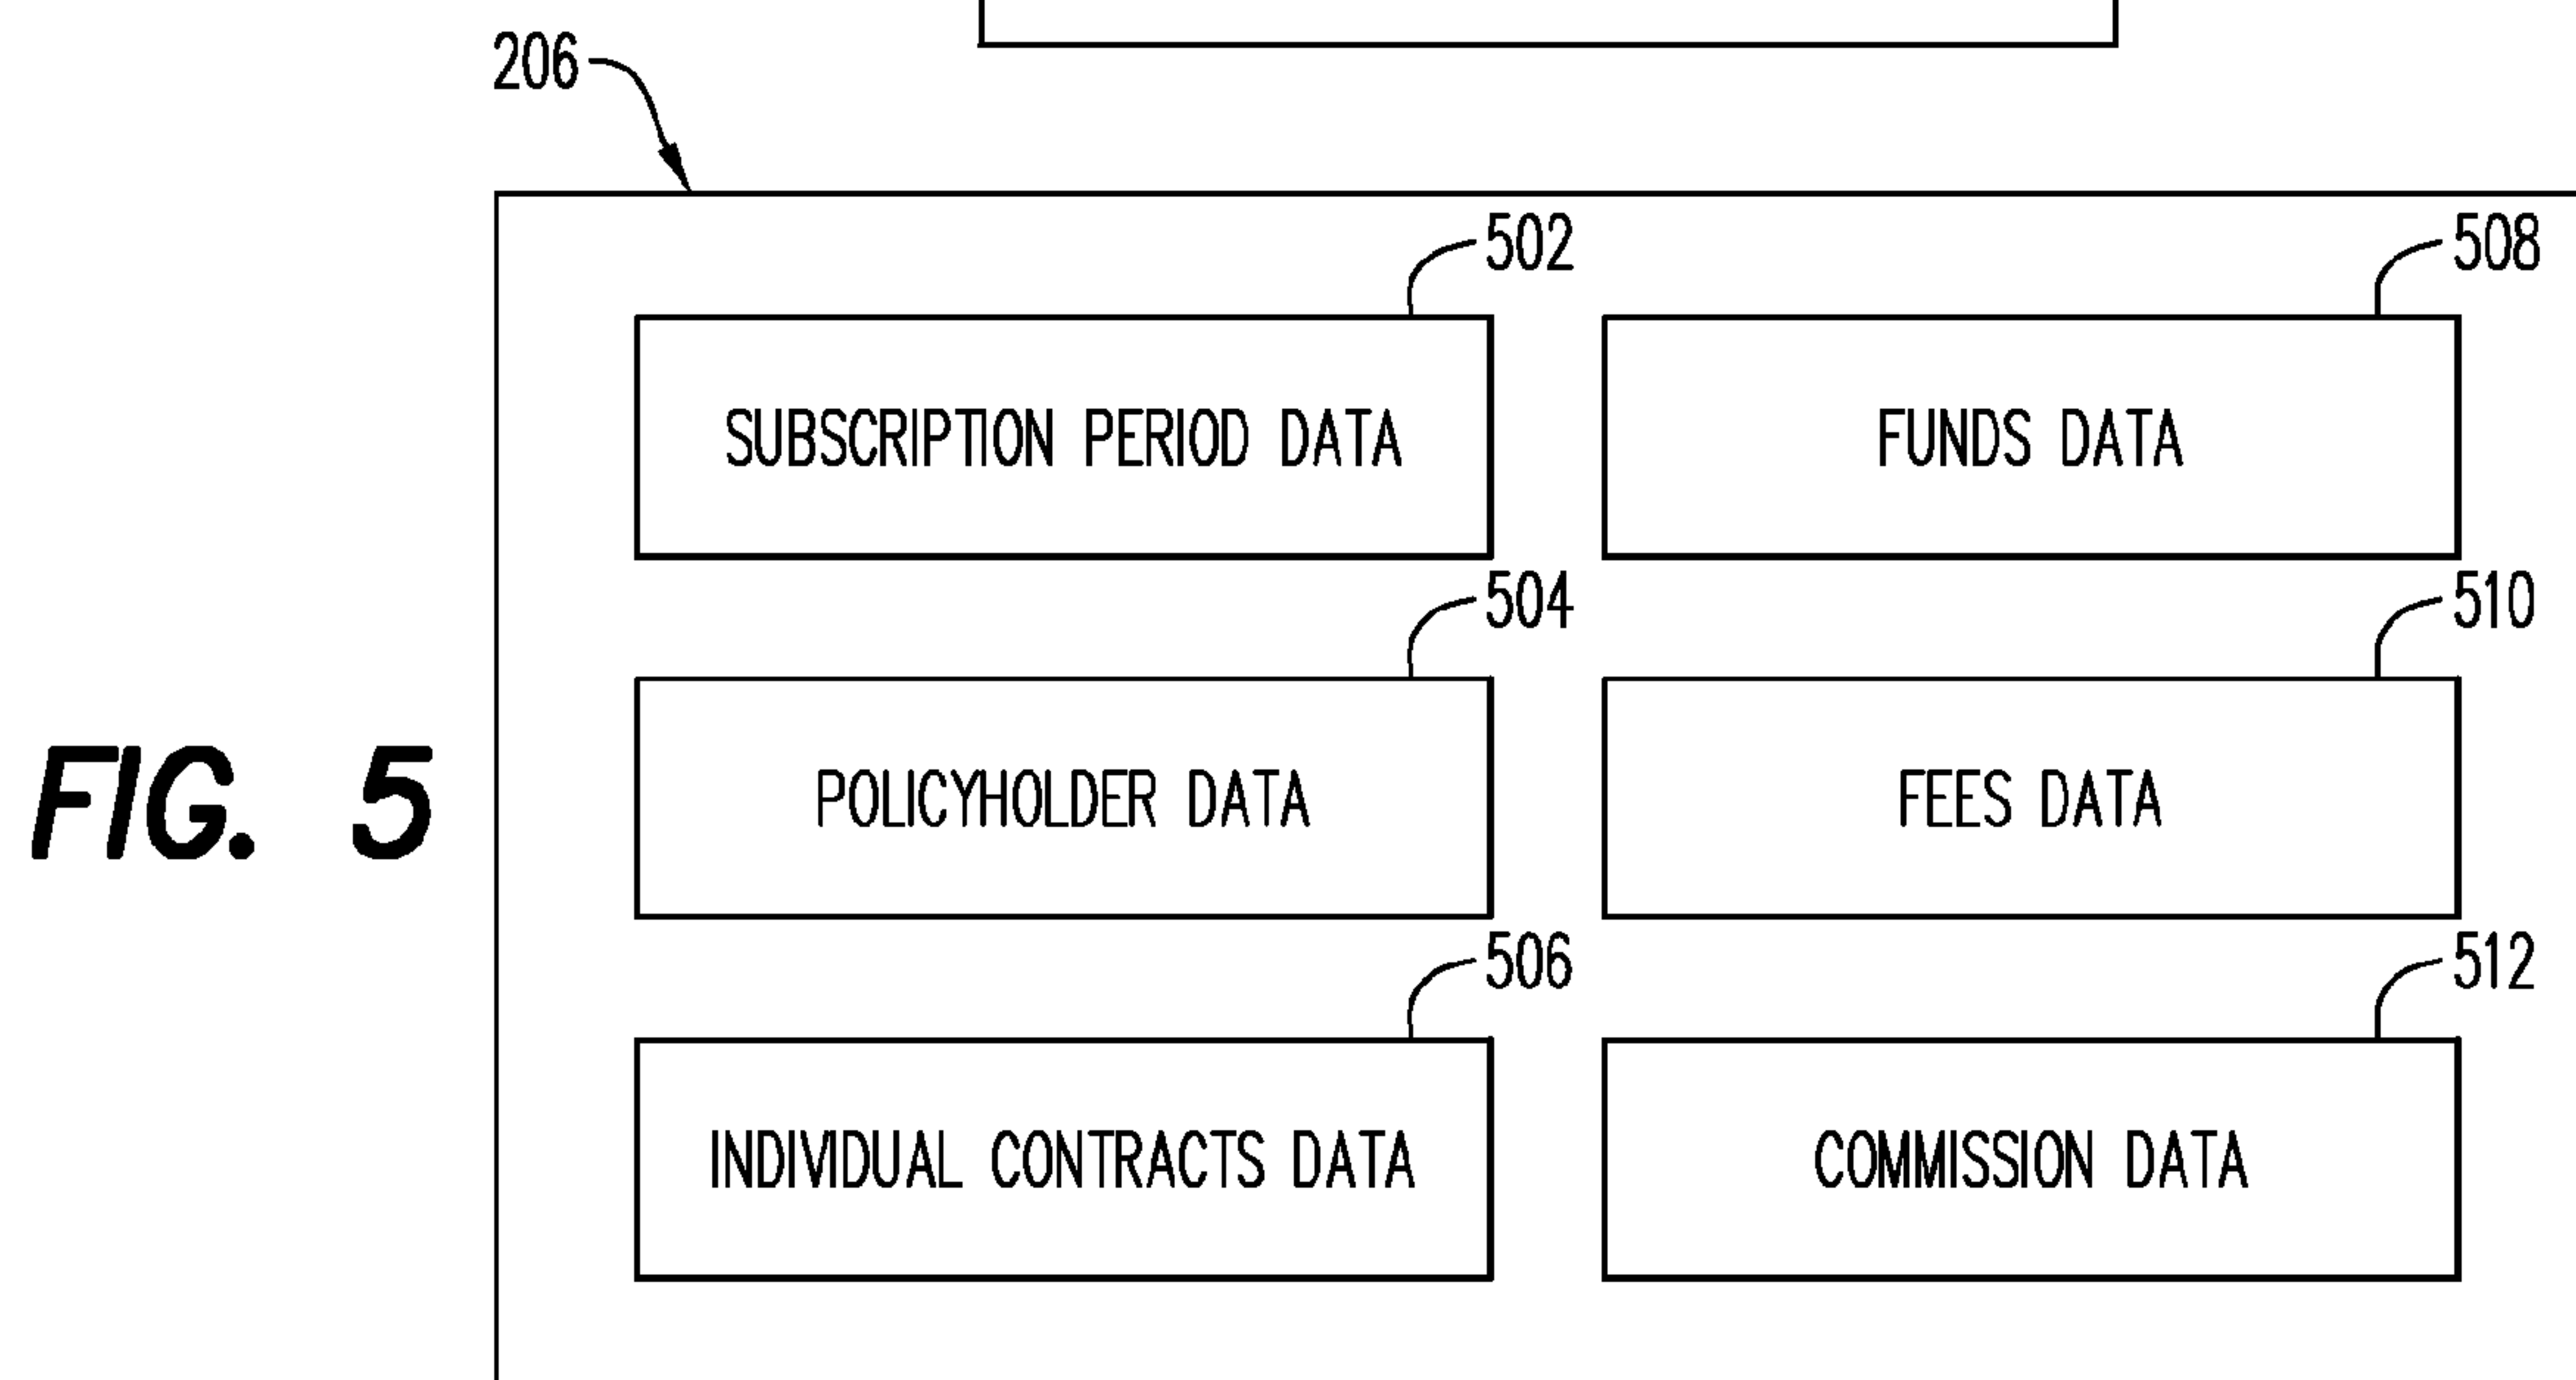 206
502
508
SUBSCRIPTION PERIOD DATA
FUNDS DATA
504
510
POLICYHOLDER DATA
FEES DATA
FIG. 5
506
512
INDIVIDUAL CONTRACTS DATA
COMMISSION DATA